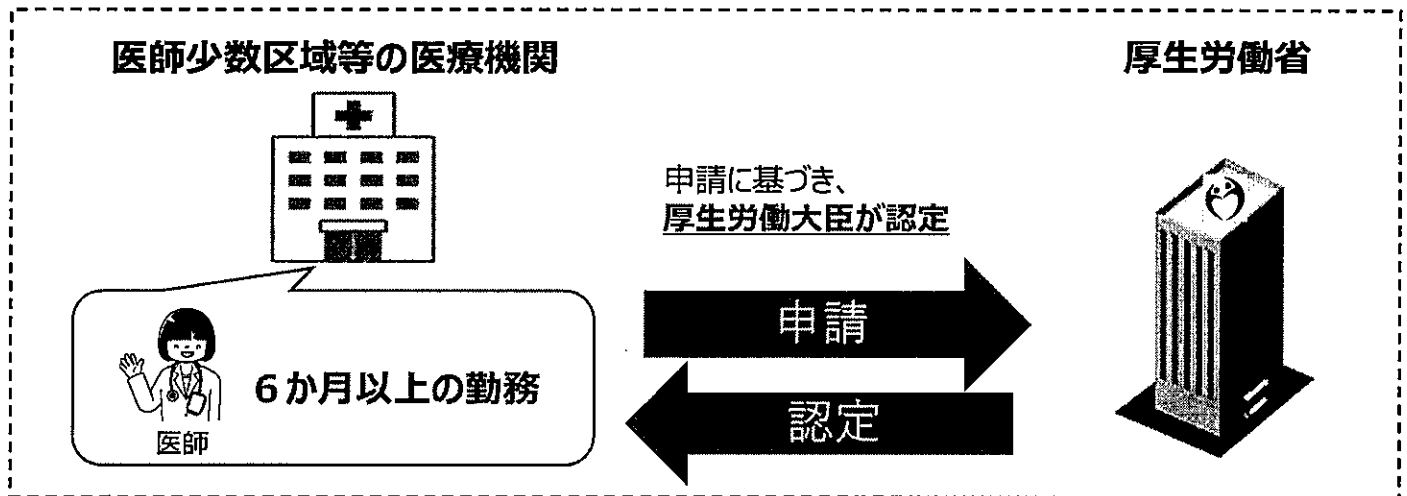 医師少数区域等の医療機関
厚生労働省
申請に基づき、
厚生労働大臣が認定
申請
６か月以上の勤務
医師
認定